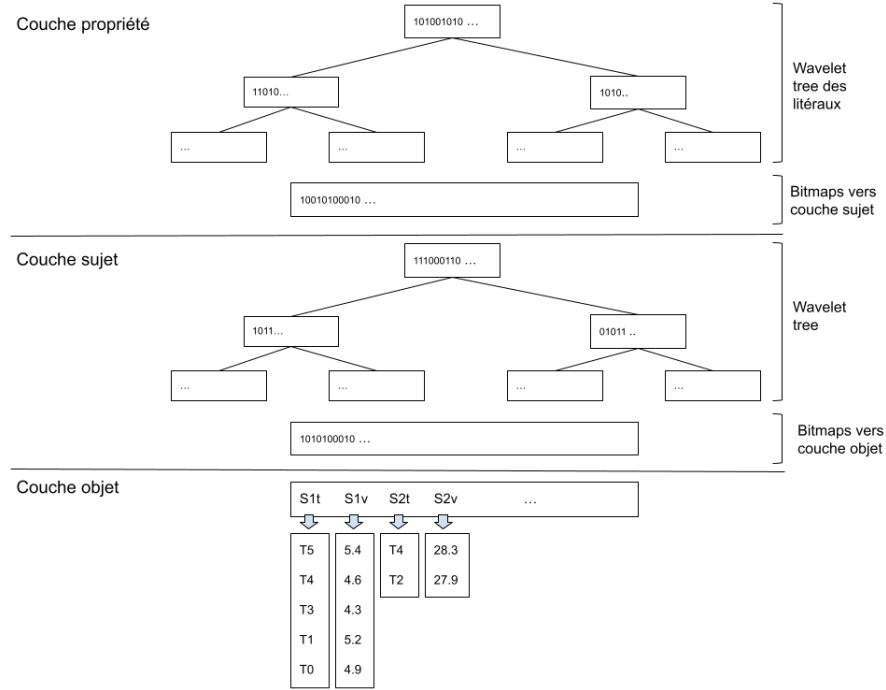 Couche propriété
101001010 ...
Wavelet
tree des
litéraux
11010...
1010..
...
...
...
...
10010100010 ...
Bitmaps vers
couche sujet
Couche sujet
111000110 ...
Wavelet
tree
1011...
01011 ..
...
...
...
...
1010100010 ...
Bitmaps vers
couche objet
Couche objet
S1t S1v S2t S2v ...
T5 5.4 T4 28.3
T4 4.6 T2 27.9
T3 4.3
T1 5.2
T0 4.9